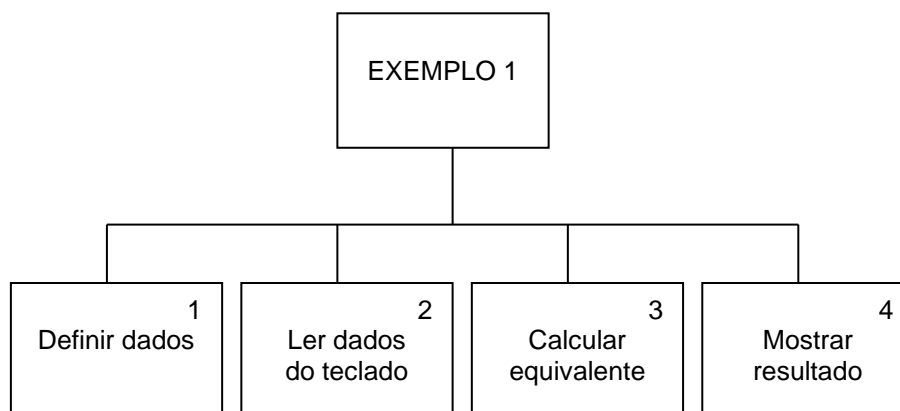 EXEMPLO 1
1
Definir dados
2
Ler dados
do teclado
3
Calcular
equivalente
4
Mostrar
resultado